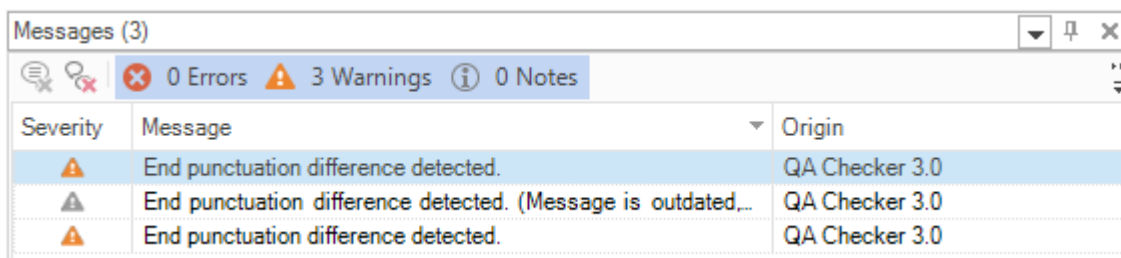 Messages (3)
0 Errors 3 Warnings 0 Notes
Severity Message Origin
End punctuation difference detected. QA Checker 3.0
End punctuation difference detected. (Message is outdated,... QA Checker 3.0
End punctuation difference detected. QA Checker 3.0